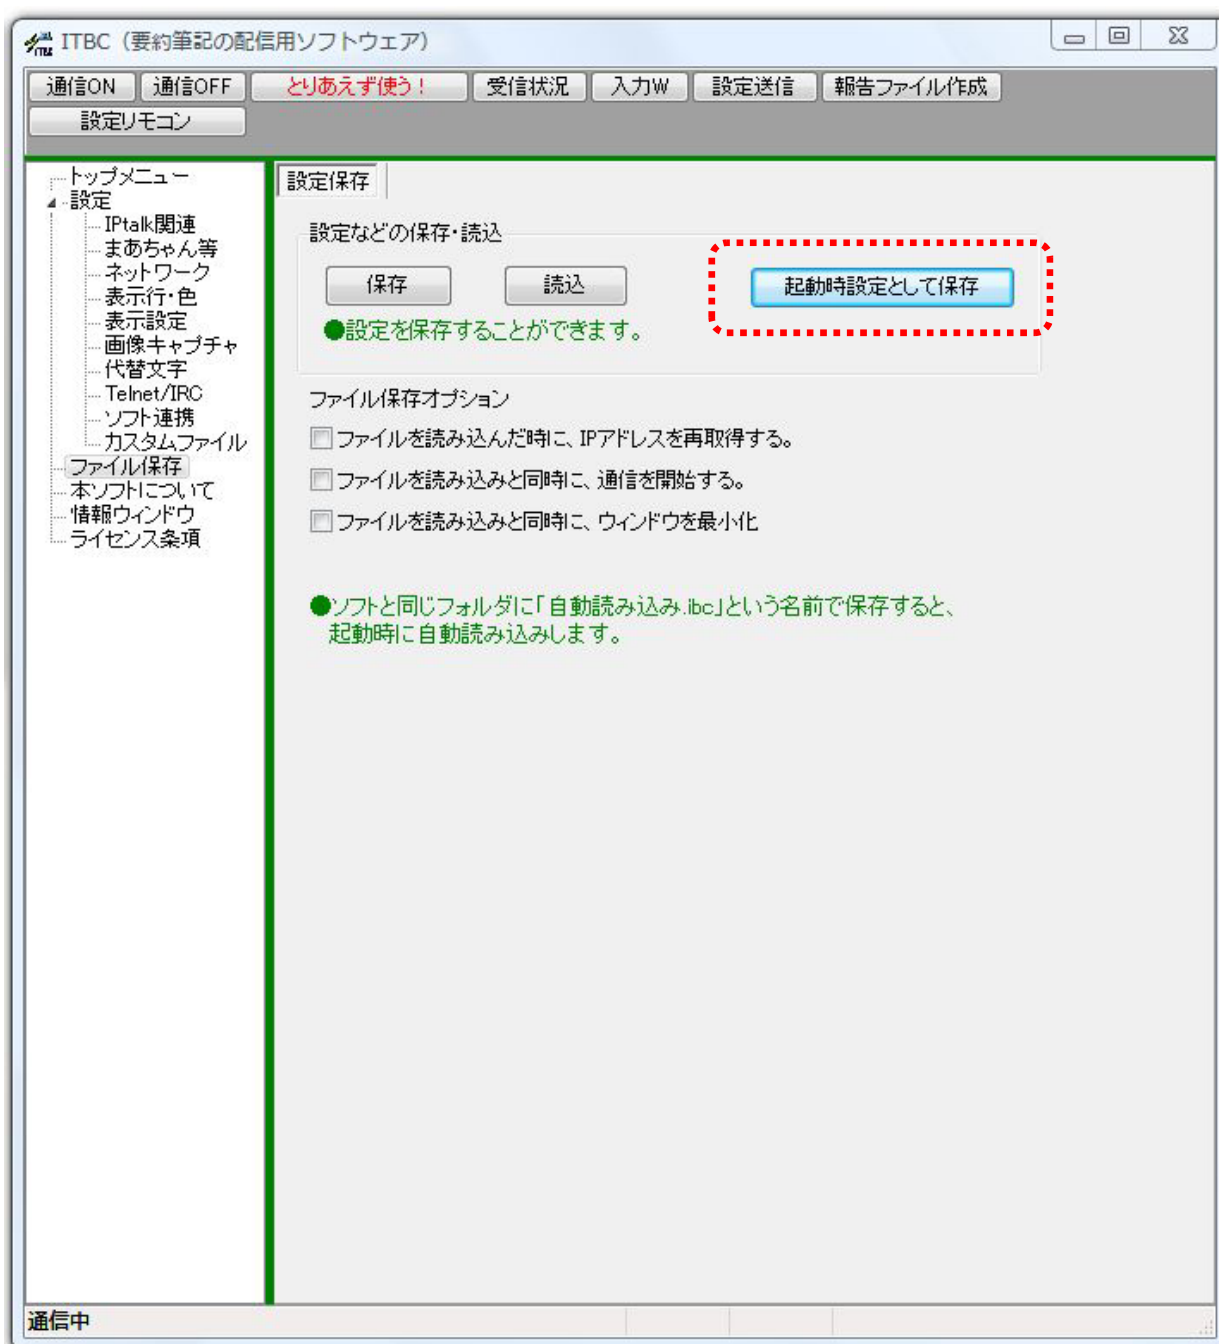 ITBC（要約筆記の配信用ソフトウェア）
通信ON 通信OFF とりあえず使う！ 受信状況 入力W 設定送信 報告ファイル作成
設定リモコン
トップメニュー
設定
IPtalk関連
まあちゃん等
ネットワーク
表示行・色
表示設定
画像キャプチャ
代替文字
Telnet/IRC
ソフト連携
カスタムファイル
ファイル保存
本ソフトについて
情報ウィンドウ
ライセンス条項
設定保存
設定などの保存・読込
保存 読込 起動時設定として保存
●設定を保存することができます。
ファイル保存オプション
ファイルを読み込んだ時に、IPアドレスを再取得する。
ファイルを読み込みと同時に、通信を開始する。
ファイルを読み込みと同時に、ウィンドウを最小化
●ソフトと同じフォルダに「自動読み込み.ibc」という名前で保存すると、
起動時に自動読み込みします。
通信中